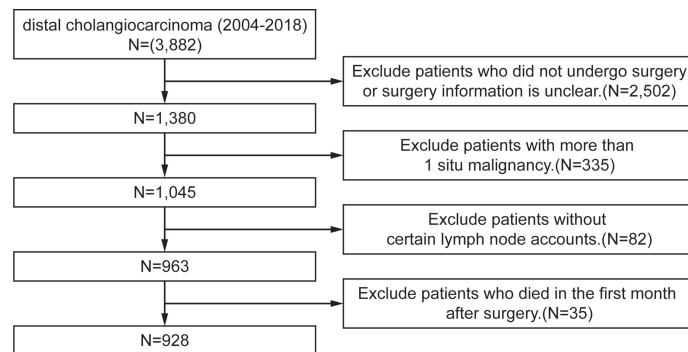 distal cholangiocarcinoma (2004-2018)
N=(3,882)
Exclude patients who did not undergo surgery
or surgery information is unclear.(N=2,502)
N=1,380
Exclude patients with more than
1 situ malignancy.(N=335)
N=1,045
Exclude patients without
certain lymph node accounts.(N=82)
N=963
Exclude patients who died in the first month
after surgery.(N=35)
N=928